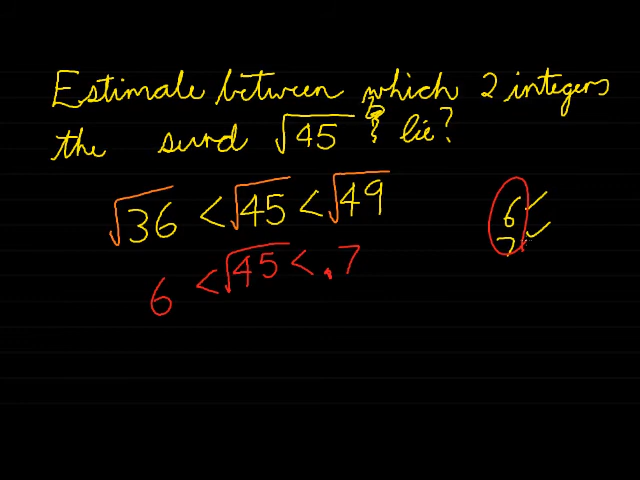 Estimate between which 2 integers
the surd √45 lie?
√36 < √45 < √49
6
7
6 < √45 < .7